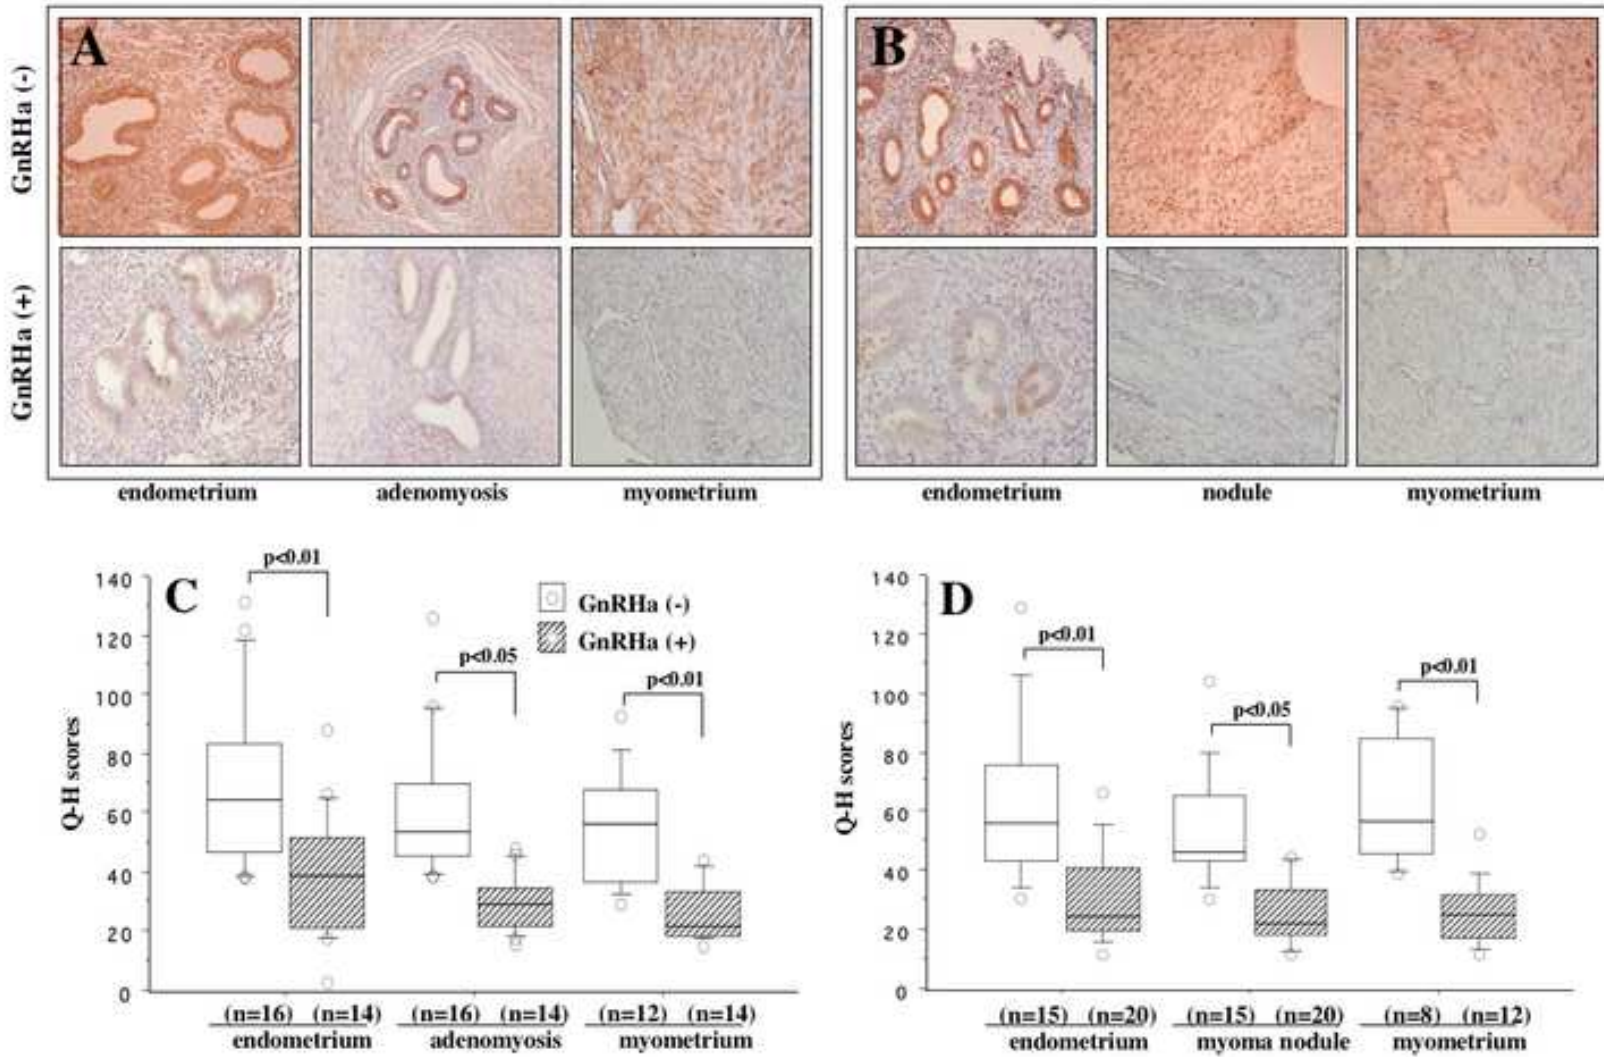 A
B
GnRHa (-)
GnRHa (+)
endometrium
adenomyosis
myometrium
endometrium
nodule
myometrium
C
Q-H scores
140
120
100
80
60
40
20
0
p<0.01
p<0.05
p<0.01
GnRHa (-)
GnRHa (+)
(n=16) (n=14) (n=16) (n=14) (n=12) (n=14)
endometrium adenomyosis myometrium
D
Q-H scores
140
120
100
80
60
40
20
0
p<0.01
p<0.05
p<0.01
(n=15) (n=20) (n=15) (n=20) (n=8) (n=12)
endometrium myoma nodule myometrium